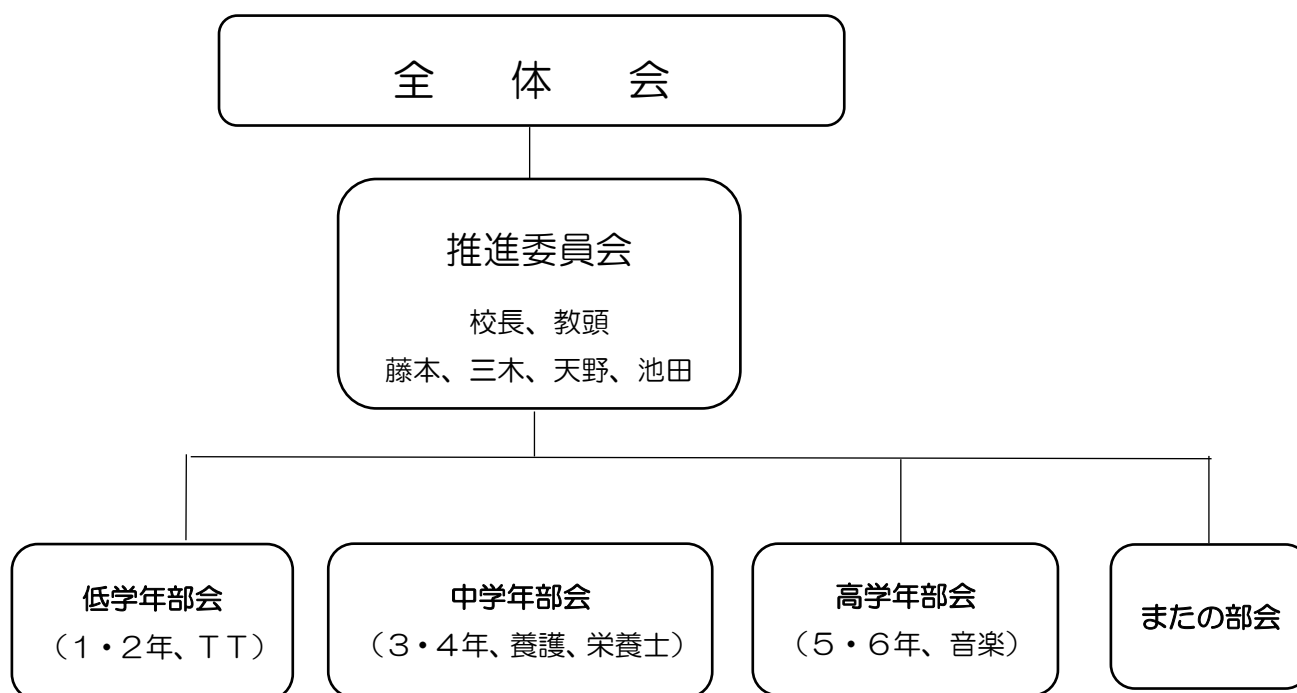 全　体　会
推進委員会
校長、教頭
藤本、三木、天野、池田
低学年部会
（１・２年、ＴＴ）
中学年部会
（３・４年、養護、栄養士）
高学年部会
（５・６年、音楽）
またの部会